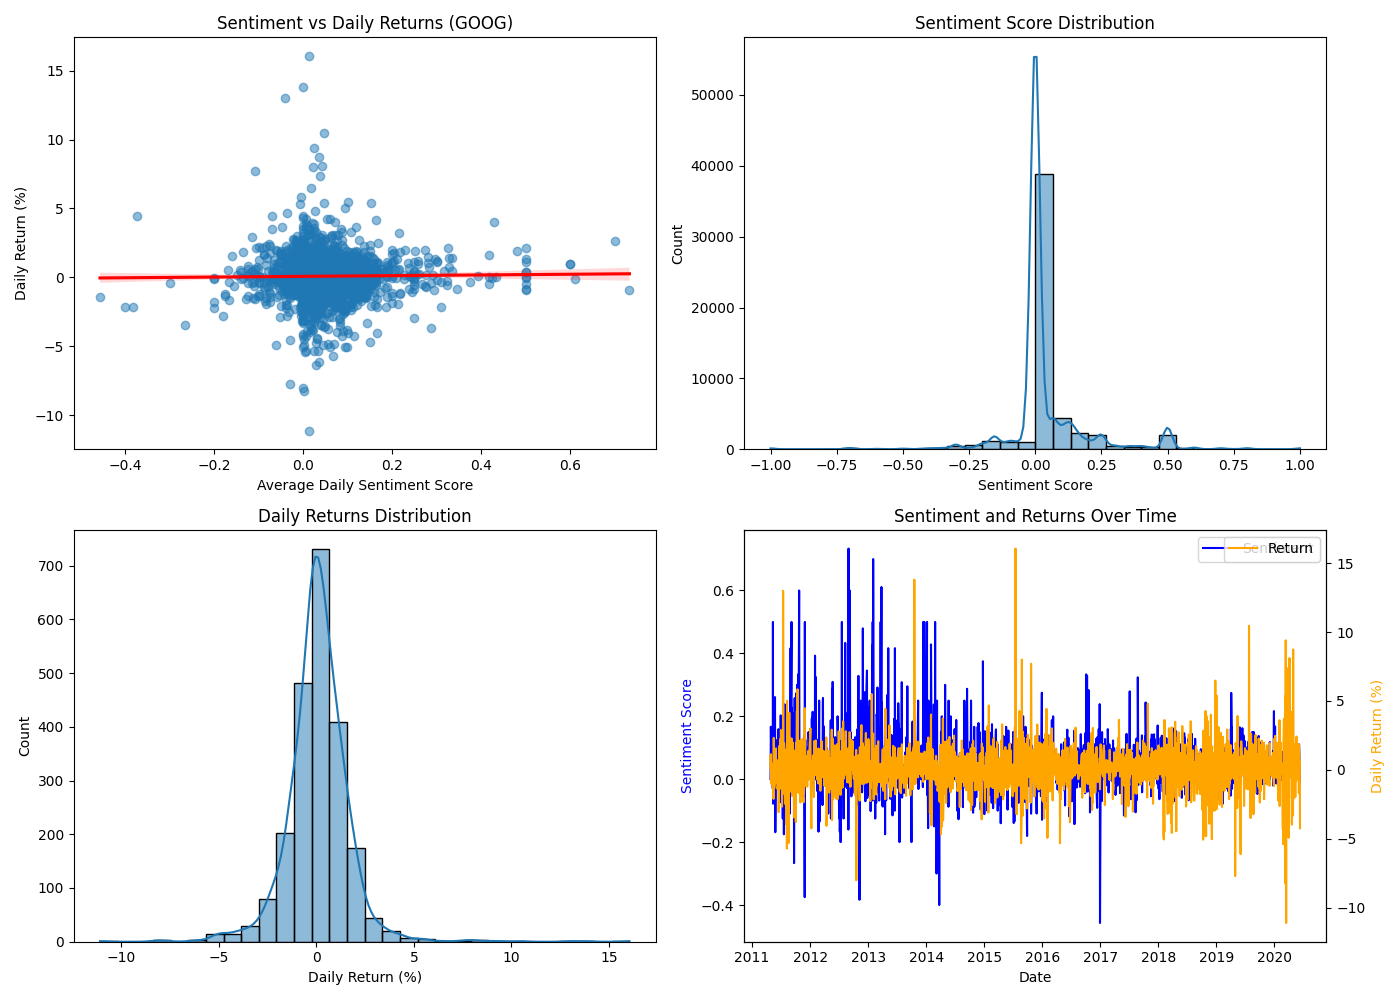 Sentiment vs Daily Returns (GOOG)
Daily Return (%)
15
10
5
0
−5
−10
−0.4 −0.2 0.0 0.2 0.4 0.6
Average Daily Sentiment Score
Sentiment Score Distribution
Count
50000
40000
30000
20000
10000
0
−1.00 −0.75 −0.50 −0.25 0.00 0.25 0.50 0.75 1.00
Sentiment Score
Daily Returns Distribution
Count
700
600
500
400
300
200
100
0
−10 −5 0 5 10 15
Daily Return (%)
Sentiment and Returns Over Time
Sentiment Score
0.6
0.4
0.2
0.0
−0.2
−0.4
Return
15
10
5
0
−5
−10
Daily Return (%)
2011 2012 2013 2014 2015 2016 2017 2018 2019 2020
Date